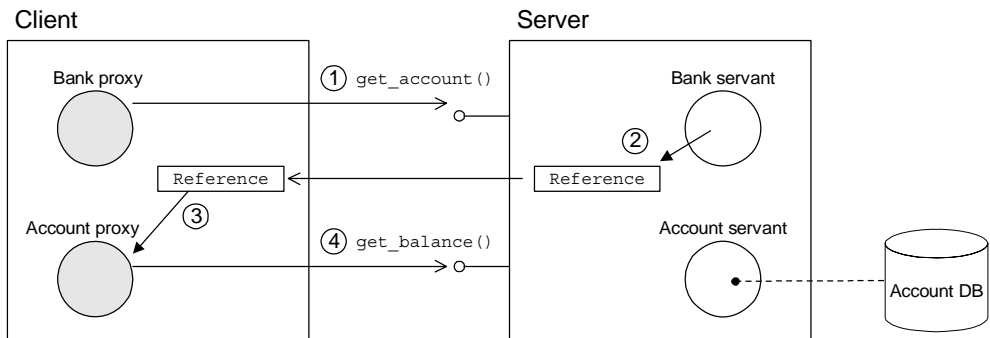 Client
Server
Bank proxy
1 get_account()
Bank servant
2
Reference
Reference
3
Account proxy
4 get_balance()
Account servant
Account DB